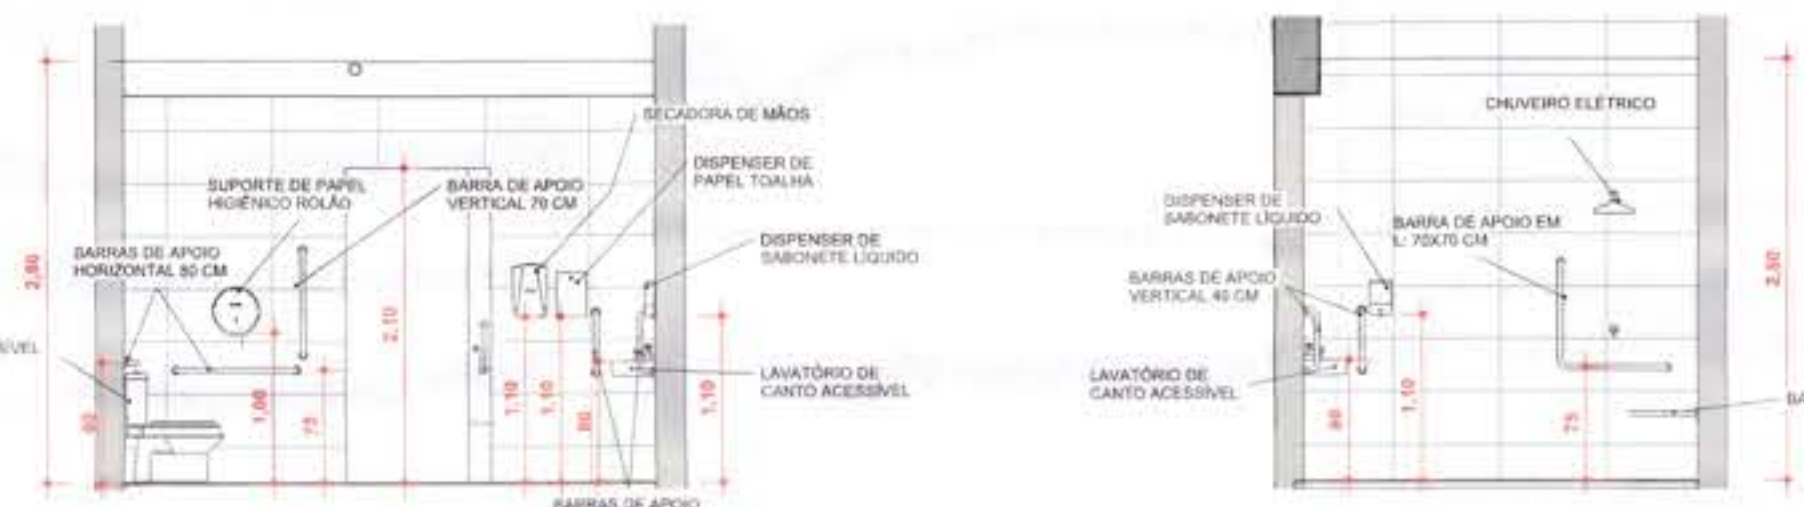 SECADORA DE MÃOS
DISPENSER DE
PAPEL TOALHA
SUPORTE DE PAPEL
HIGIÊNICO ROLÃO
BARRA DE APOIO
VERTICAL 70 CM
BARRAS DE APOIO
HORIZONTAL 80 CM
DISPENSER DE
SABONETE LÍQUIDO
2,10
1,00
75
1,10
1,10
80
1,10
LAVATÓRIO DE
CANTO ACESSÍVEL
BARRAS DE APOIO
CHUVEIRO ELÉTRICO
DISPENSER DE
SABONETE LÍQUIDO
BARRA DE APOIO EM
L: 70X70 CM
BARRAS DE APOIO
VERTICAL 40 CM
LAVATÓRIO DE
CANTO ACESSÍVEL
80
1,10
75
BA